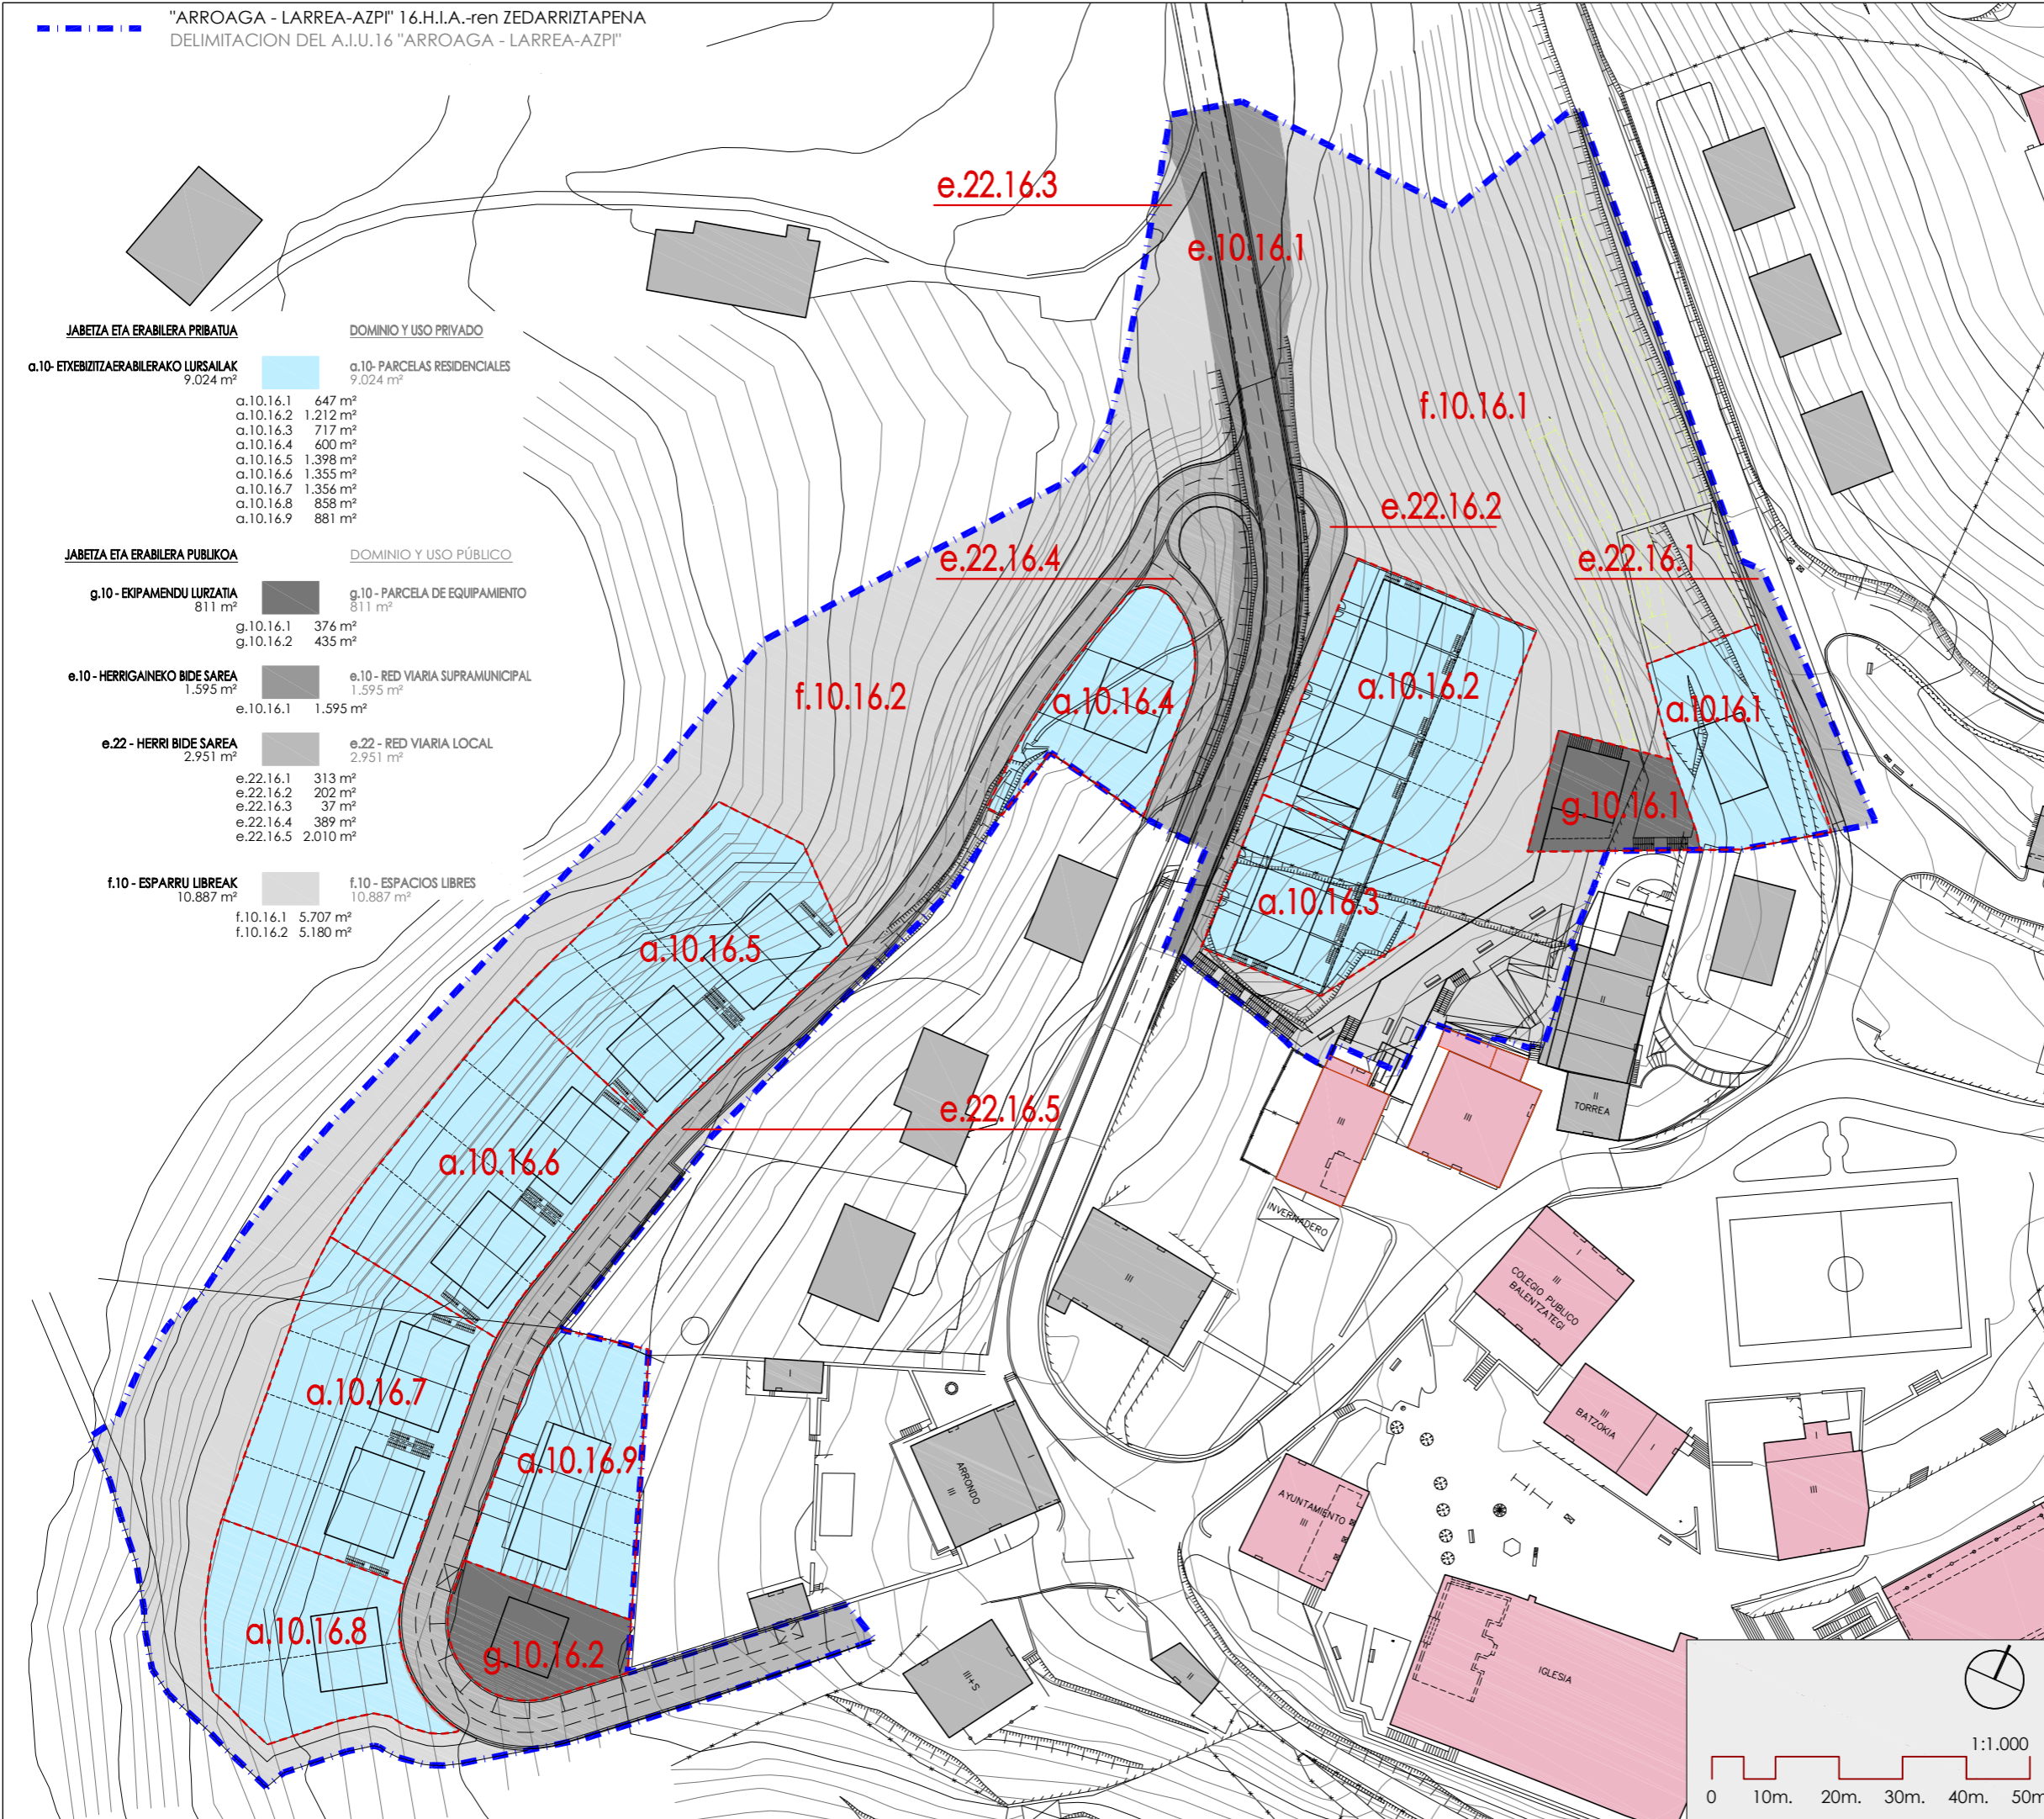 "ARROAGA - LARREA-AZPI" 16.H.I.A.-ren ZEDARRIZTAPENA
DELIMITACION DEL A.I.U.16 "ARROAGA - LARREA-AZPI"
JABETZA ETA ERABILERA PRIBATUA
DOMINIO Y USO PRIVADO
a.10- ETXEBIZITZAERABILERAKO LURSAILAK
9.024 m²
a.10- PARCELAS RESIDENCIALES
9.024 m²
a.10.16.1 647 m²
a.10.16.2 1.212 m²
a.10.16.3 717 m²
a.10.16.4 600 m²
a.10.16.5 1.398 m²
a.10.16.6 1.355 m²
a.10.16.7 1.356 m²
a.10.16.8 858 m²
a.10.16.9 881 m²
JABETZA ETA ERABILERA PUBLIKOA
DOMINIO Y USO PÚBLICO
g.10 - EKIPAMENDU LURZATIA
811 m²
g.10 - PARCELA DE EQUIPAMIENTO
811 m²
g.10.16.1 376 m²
g.10.16.2 435 m²
e.10 - HERRIGAINEKO BIDE SAREA
1.595 m²
e.10 - RED VIARIA SUPRAMUNICIPAL
1.595 m²
e.10.16.1 1.595 m²
e.22 - HERRI BIDE SAREA
2.951 m²
e.22 - RED VIARIA LOCAL
2.951 m²
e.22.16.1 313 m²
e.22.16.2 202 m²
e.22.16.3 37 m²
e.22.16.4 389 m²
e.22.16.5 2.010 m²
f.10 - ESPARRU LIBREAK
10.887 m²
f.10 - ESPACIOS LIBRES
10.887 m²
f.10.16.1 5.707 m²
f.10.16.2 5.180 m²
e.22.16.3
e.10.16.1
f.10.16.1
e.22.16.2
e.22.16.4
e.22.16.1
f.10.16.2
a.10.16.4
a.10.16.2
a.10.16.1
g.10.16.1
a.10.16.3
a.10.16.5
e.22.16.5
a.10.16.6
a.10.16.7
a.10.16.9
a.10.16.8
g.10.16.2
II
II
TORREA
III
III
INVERNADERO
III
I
III
COLEGIO PUBLICO
BALENTZATEGI
III
BATZOKIA
I
I
III
I
ARRONDO
III
I
AYUNTAMIENTO
III
I
III+S
II
IGLESIA
1:1.000
0 10m. 20m. 30m. 40m. 50m